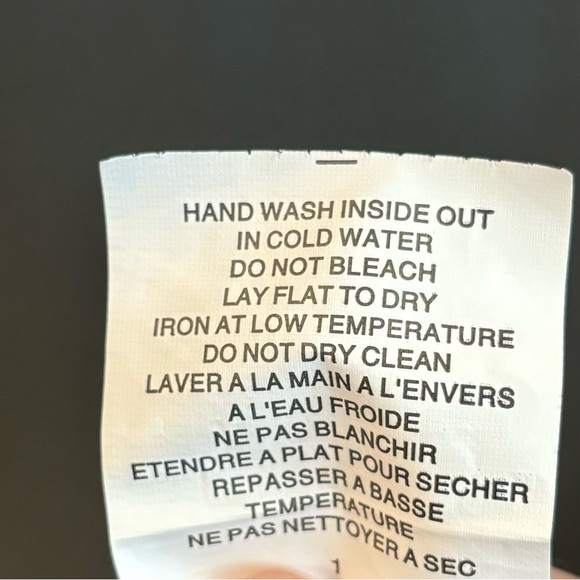 HAND WASH INSIDE OUT
IN COLD WATER
DO NOT BLEACH
LAY FLAT TO DRY
IRON AT LOW TEMPERATURE
DO NOT DRY CLEAN
LAVER A LA MAIN A L'ENVERS
A L'EAU FROIDE
NE PAS BLANCHIR
ETENDRE A PLAT POUR SECHER
REPASSER A BASSE
TEMPERATURE
NE PAS NETTOYER A SEC
1